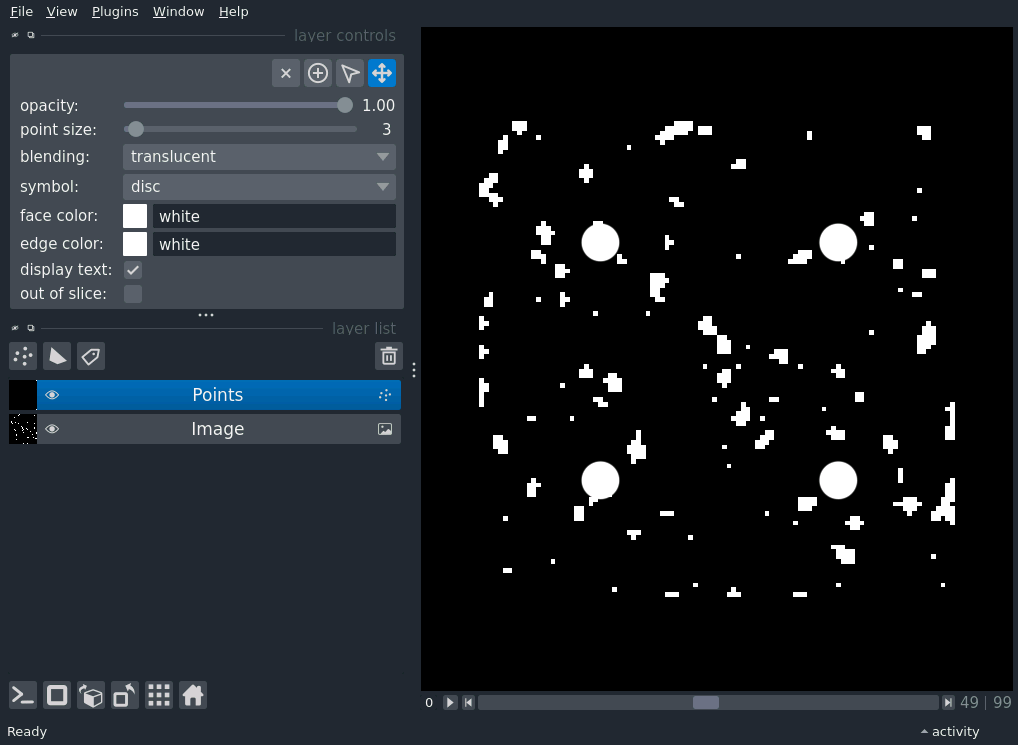 File View Plugins Window Help
layer controls
opacity: 1.00
point size: 3
blending: translucent
symbol: disc
face color: white
edge color: white
display text:
out of slice:
layer list
Points
Image
0 49 | 99
Ready activity